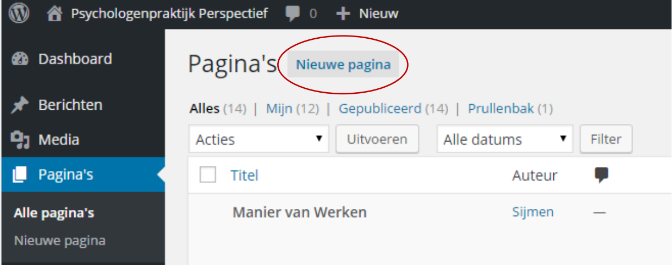 Psychologenpraktijk Perspectief 0 + Nieuw
Dashboard
Berichten
Media
Pagina's
Alle pagina's
Nieuwe pagina
Pagina's Nieuwe pagina
Alles (14) | Mijn (12) | Gepubliceerd (14) | Prullenbak (1)
Acties Uitvoeren Alle datums Filter
Titel Auteur
Manier van Werken Sijmen —